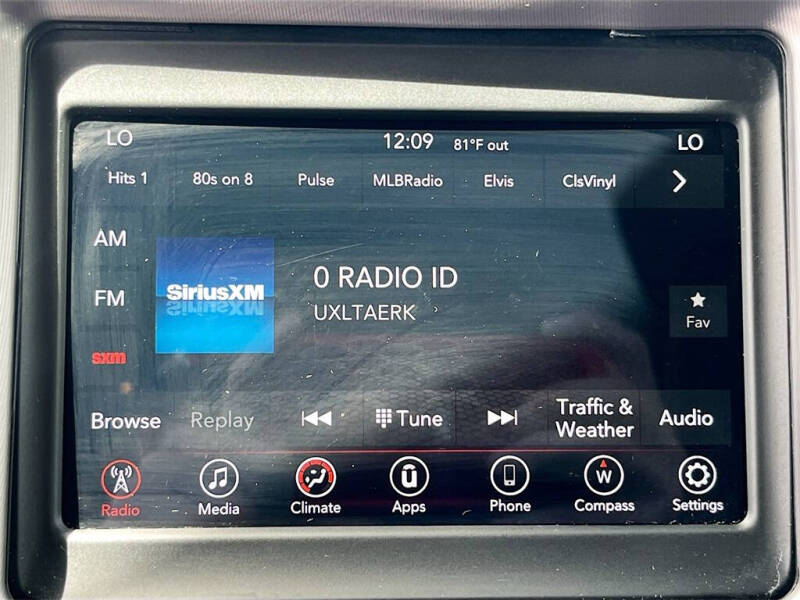 LO 12:09 81°F out LO
Hits 1 80s on 8 Pulse MLBRadio Elvis ClsVinyl
AM
FM
sxm
SiriusXM
0 RADIO ID
UXLTAERK
Fav
Browse Replay Tune Traffic & Weather Audio
W
Radio Media Climate Apps Phone Compass Settings